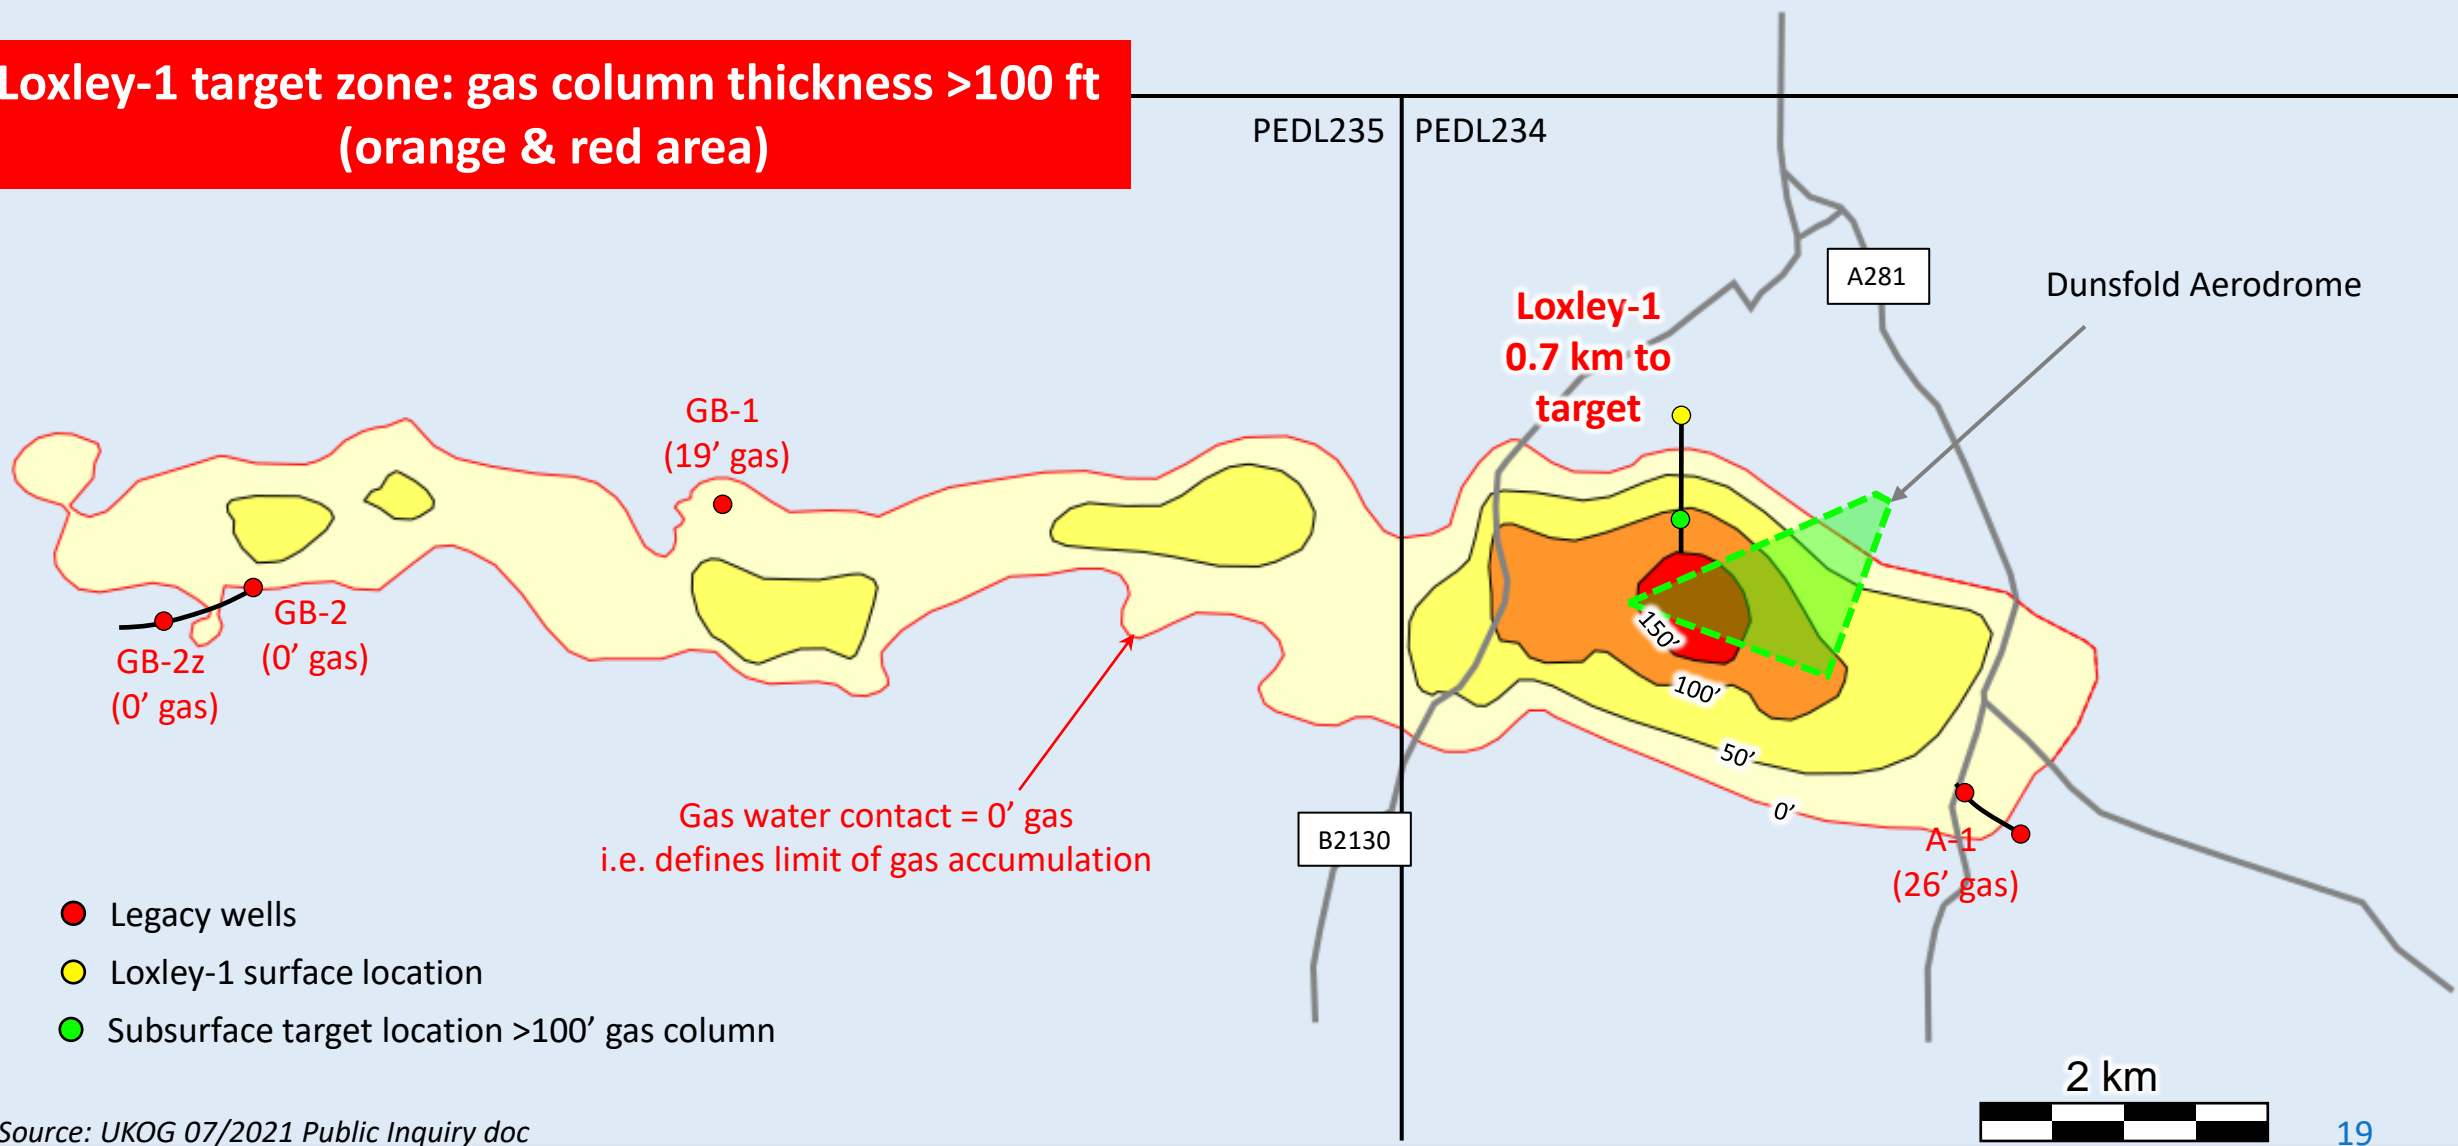 Loxley-1 target zone: gas column thickness >100 ft
(orange & red area)
PEDL235
PEDL234
A281
Dunsfold Aerodrome
Loxley-1
0.7 km to
target
GB-1
(19’ gas)
GB-2
(0’ gas)
GB-2z
(0’ gas)
150’
100’
50’
0’
Gas water contact = 0’ gas
i.e. defines limit of gas accumulation
B2130
A-1
(26’ gas)
Legacy wells
Loxley-1 surface location
Subsurface target location >100’ gas column
2 km
Source: UKOG 07/2021 Public Inquiry doc
19